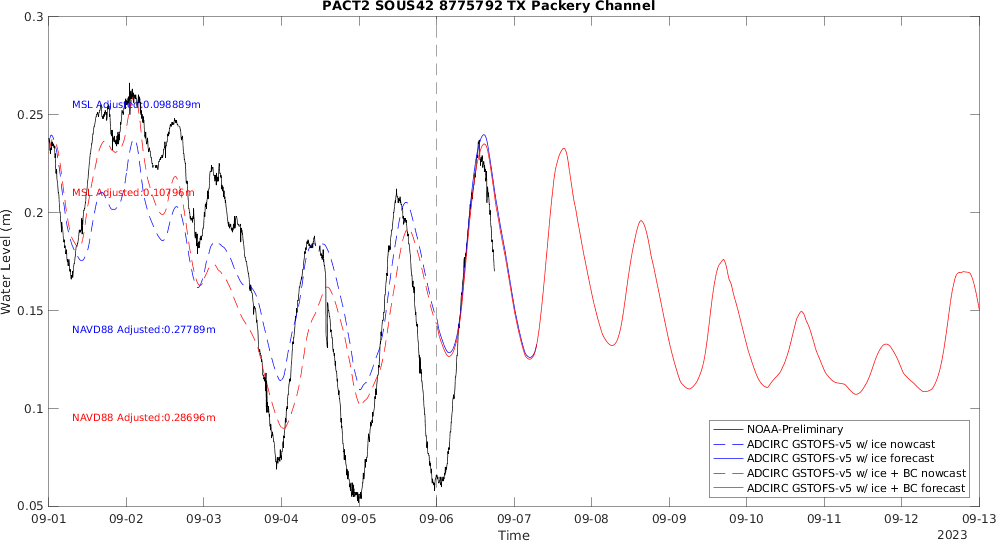 PACT2 SOUS42 8775792 TX Packery Channel
0.3
0.25
0.2
0.15
0.1
0.05
Water Level (m)
MSL Adjusted:0.098889m
MSL Adjusted:0.10796m
NAVD88 Adjusted:0.27789m
NAVD88 Adjusted:0.28696m
NOAA-Preliminary
ADCIRC GSTOFS-v5 w/ ice nowcast
ADCIRC GSTOFS-v5 w/ ice forecast
ADCIRC GSTOFS-v5 w/ ice + BC nowcast
ADCIRC GSTOFS-v5 w/ ice + BC forecast
09-01 09-02 09-03 09-04 09-05 09-06 09-07 09-08 09-09 09-10 09-11 09-12 09-13
Time
2023